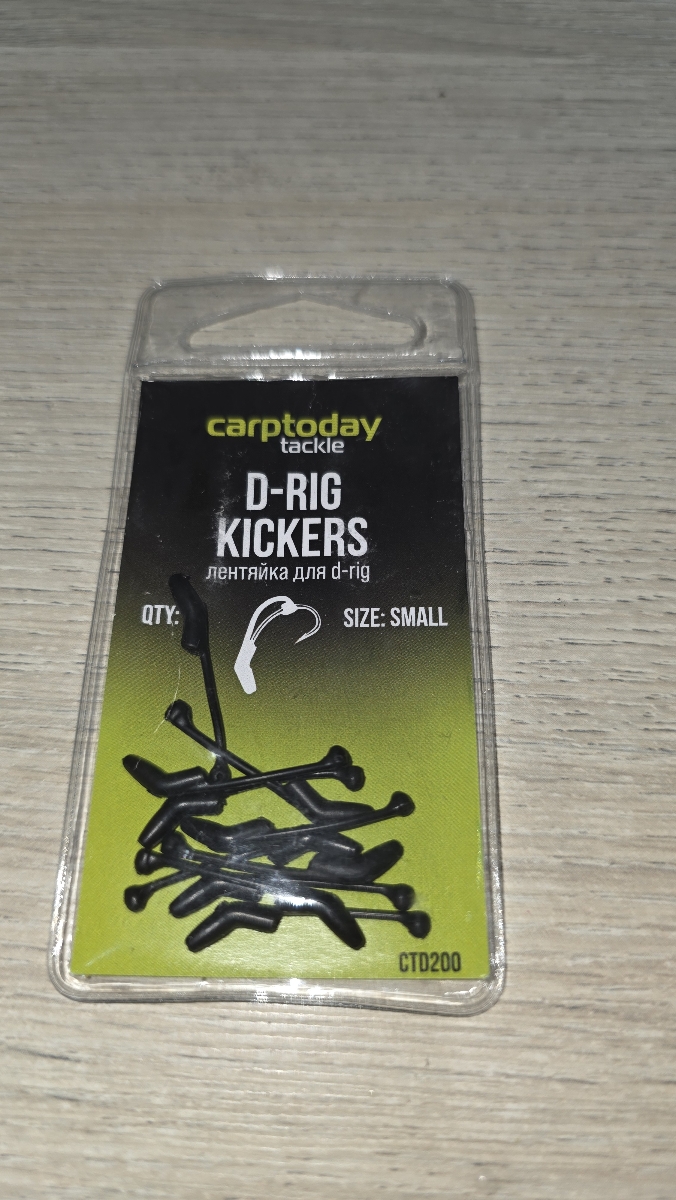 carptoday
tackle
D-RIG
KICKERS
лентяйка для d-rig
QTY:
SIZE: SMALL
CTD200